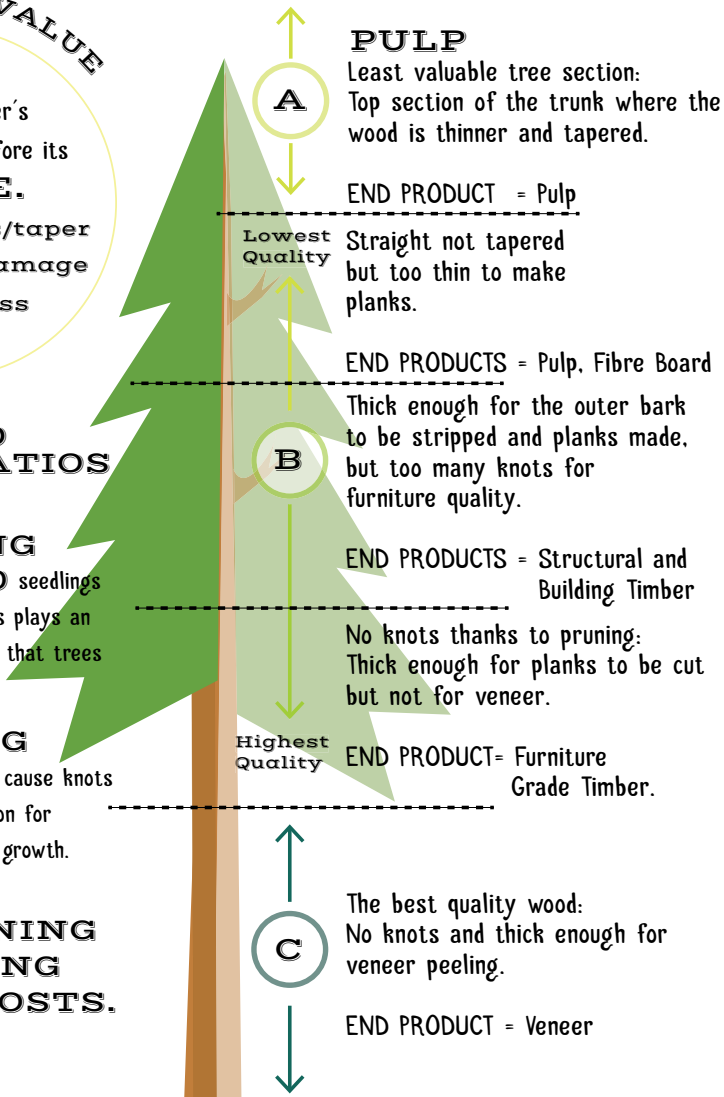 VALUE
er's
fore its
E.
s/taper
amage
ss
ATIOS
NG
seedlings
s plays an
that trees
G
cause knots
on for
growth.
NING
NG
OSTS.
A
PULP
Least valuable tree section:
Top section of the trunk where the
wood is thinner and tapered.
END PRODUCT = Pulp
Lowest
Quality
Straight not tapered
but too thin to make
planks.
END PRODUCTS = Pulp, Fibre Board
B
Thick enough for the outer bark
to be stripped and planks made,
but too many knots for
furniture quality.
END PRODUCTS = Structural and
Building Timber
No knots thanks to pruning:
Thick enough for planks to be cut
but not for veneer.
Highest
Quality
END PRODUCT= Furniture
Grade Timber.
C
The best quality wood:
No knots and thick enough for
veneer peeling.
END PRODUCT = Veneer